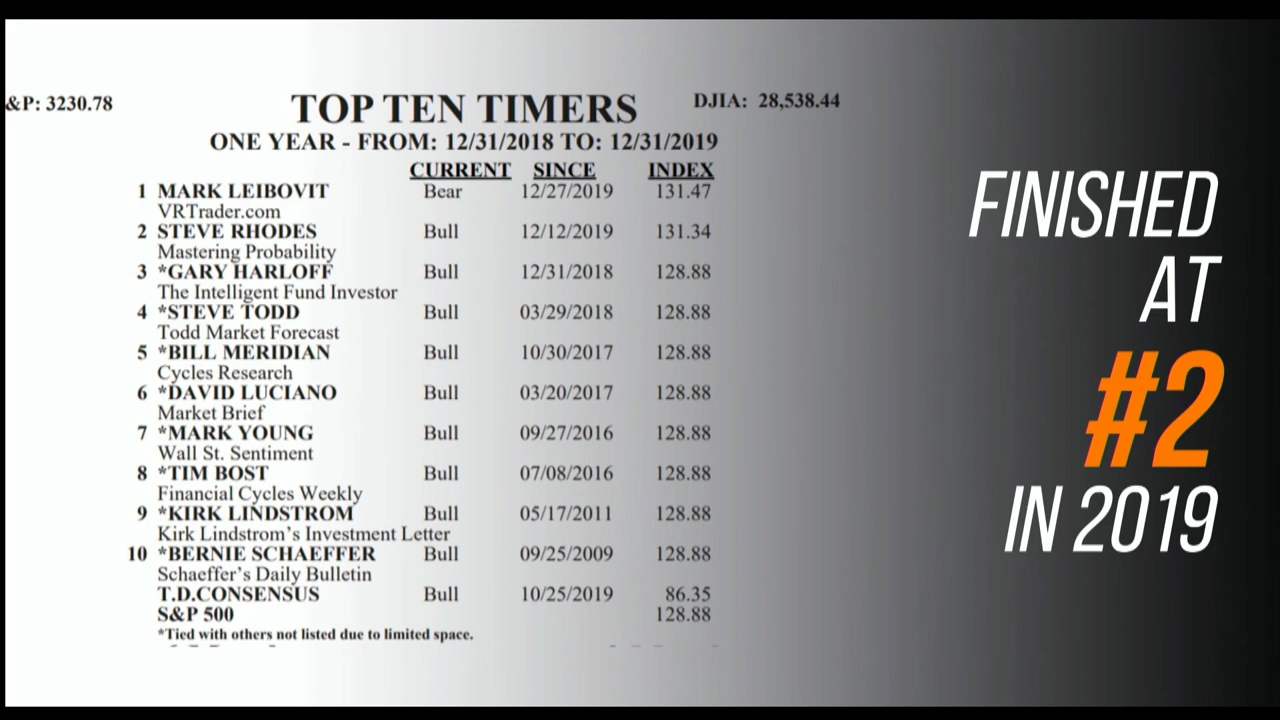 &P: 3230.78
TOP TEN TIMERS
DJIA: 28,538.44
ONE YEAR - FROM: 12/31/2018 TO: 12/31/2019
CURRENT SINCE INDEX
1 MARK LEIBOVIT Bear 12/27/2019 131.47
VRTrader.com
2 STEVE RHODES Bull 12/12/2019 131.34
Mastering Probability
3 *GARY HARLOFF Bull 12/31/2018 128.88
The Intelligent Fund Investor
4 *STEVE TODD Bull 03/29/2018 128.88
Todd Market Forecast
5 *BILL MERIDIAN Bull 10/30/2017 128.88
Cycles Research
6 *DAVID LUCIANO Bull 03/20/2017 128.88
Market Brief
7 *MARK YOUNG Bull 09/27/2016 128.88
Wall St. Sentiment
8 *TIM BOST Bull 07/08/2016 128.88
Financial Cycles Weekly
9 *KIRK LINDSTROM Bull 05/17/2011 128.88
Kirk Lindstrom's Investment Letter
10 *BERNIE SCHAEFFER Bull 09/25/2009 128.88
Schaeffer's Daily Bulletin
T.D.CONSENSUS Bull 10/25/2019 86.35
S&P 500 128.88
*Tied with others not listed due to limited space.
FINISHED
AT
#2
IN 2019